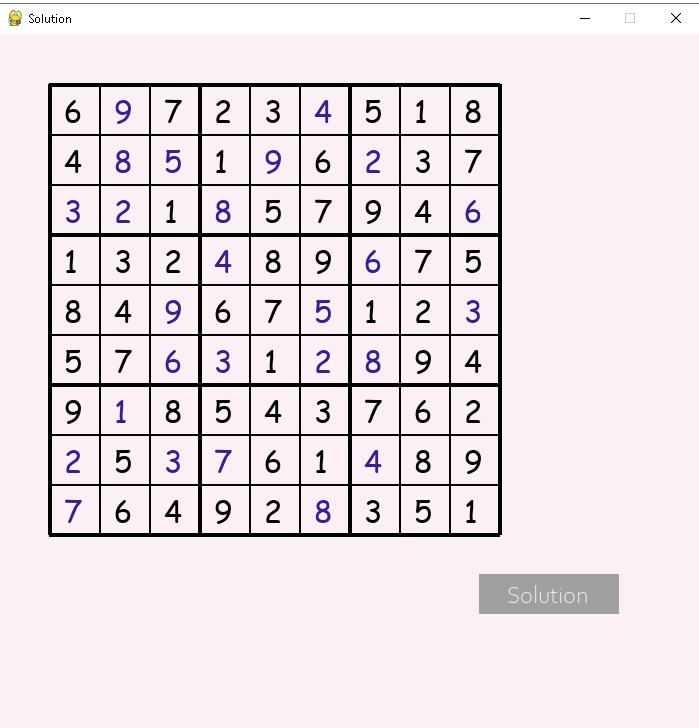 Solution
6 9 7 2 3 4 5 1 8
4 8 5 1 9 6 2 3 7
3 2 1 8 5 7 9 4 6
1 3 2 4 8 9 6 7 5
8 4 9 6 7 5 1 2 3
5 7 6 3 1 2 8 9 4
9 1 8 5 4 3 7 6 2
2 5 3 7 6 1 4 8 9
7 6 4 9 2 8 3 5 1
Solution